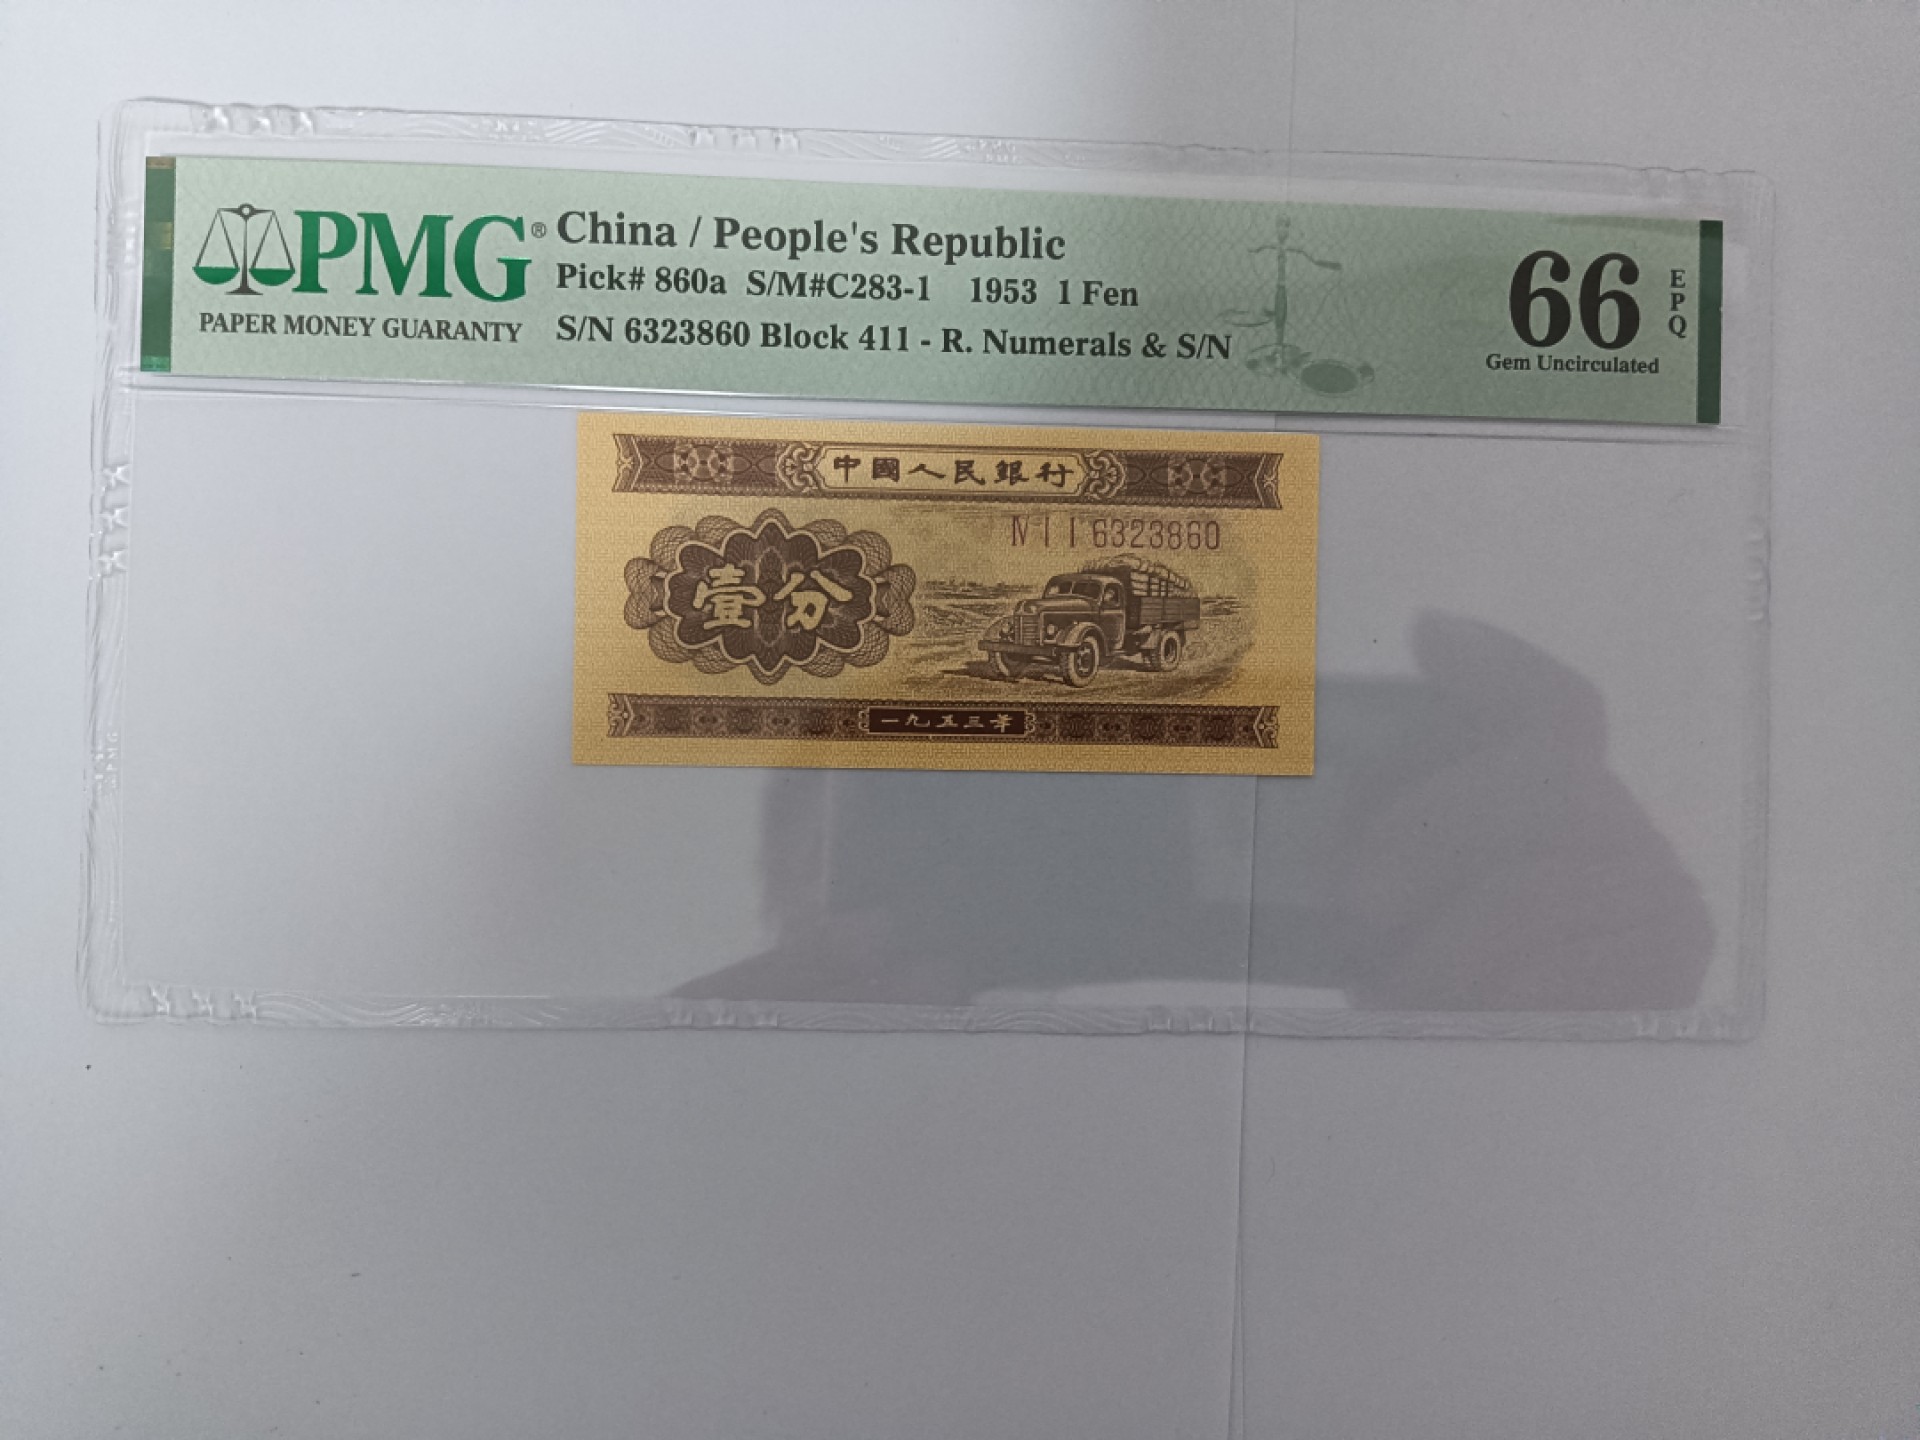 PMG®
PAPER MONEY GUARANTY
China / People's Republic
Pick# 860a S/M#C283-1 1953 1 Fen
S/N 6323860 Block 411 - R. Numerals & S/N
66
EPQ
Gem Uncirculated
中國人民銀行
Ⅳ I I 6323860
壹分
一九五三年